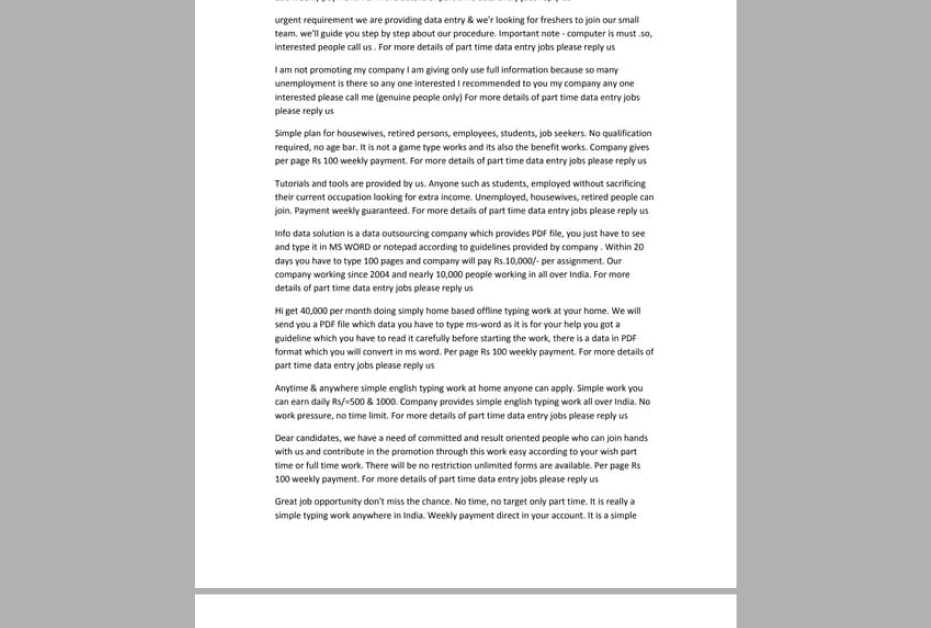 urgent requirement we are providing data entry & we'r looking for freshers to join our small
team. we'll guide you step by step about our procedure. Important note - computer is must .so,
interested people call us . For more details of part time data entry jobs please reply us
I am not promoting my company I am giving only use full information because so many
unemployment is there so any one interested I recommended to you my company any one
interested please call me (genuine people only) For more details of part time data entry jobs
please reply us
Simple plan for housewives, retired persons, employees, students, job seekers. No qualification
required, no age bar. It is not a game type works and its also the benefit works. Company gives
per page Rs 100 weekly payment. For more details of part time data entry jobs please reply us
Tutorials and tools are provided by us. Anyone such as students, employed without sacrificing
their current occupation looking for extra income. Unemployed, housewives, retired people can
join. Payment weekly guaranteed. For more details of part time data entry jobs please reply us
Info data solution is a data outsourcing company which provides PDF file, you just have to see
and type it in MS WORD or notepad according to guidelines provided by company . Within 20
days you have to type 100 pages and company will pay Rs.10,000/- per assignment. Our
company working since 2004 and nearly 10,000 people working in all over India. For more
details of part time data entry jobs please reply us
Hi get 40,000 per month doing simply home based offline typing work at your home. We will
send you a PDF file which data you have to type ms-word as it is for your help you got a
guideline which you have to read it carefully before starting the work, there is a data in PDF
format which you will convert in ms word. Per page Rs 100 weekly payment. For more details of
part time data entry jobs please reply us
Anytime & anywhere simple english typing work at home anyone can apply. Simple work you
can earn daily Rs/=500 & 1000. Company provides simple english typing work all over India. No
work pressure, no time limit. For more details of part time data entry jobs please reply us
Dear candidates, we have a need of committed and result oriented people who can join hands
with us and contribute in the promotion through this work easy according to your wish part
time or full time work. There will be no restriction unlimited forms are available. Per page Rs
100 weekly payment. For more details of part time data entry jobs please reply us
Great job opportunity don't miss the chance. No time, no target only part time. It is really a
simple typing work anywhere in India. Weekly payment direct in your account. It is a simple